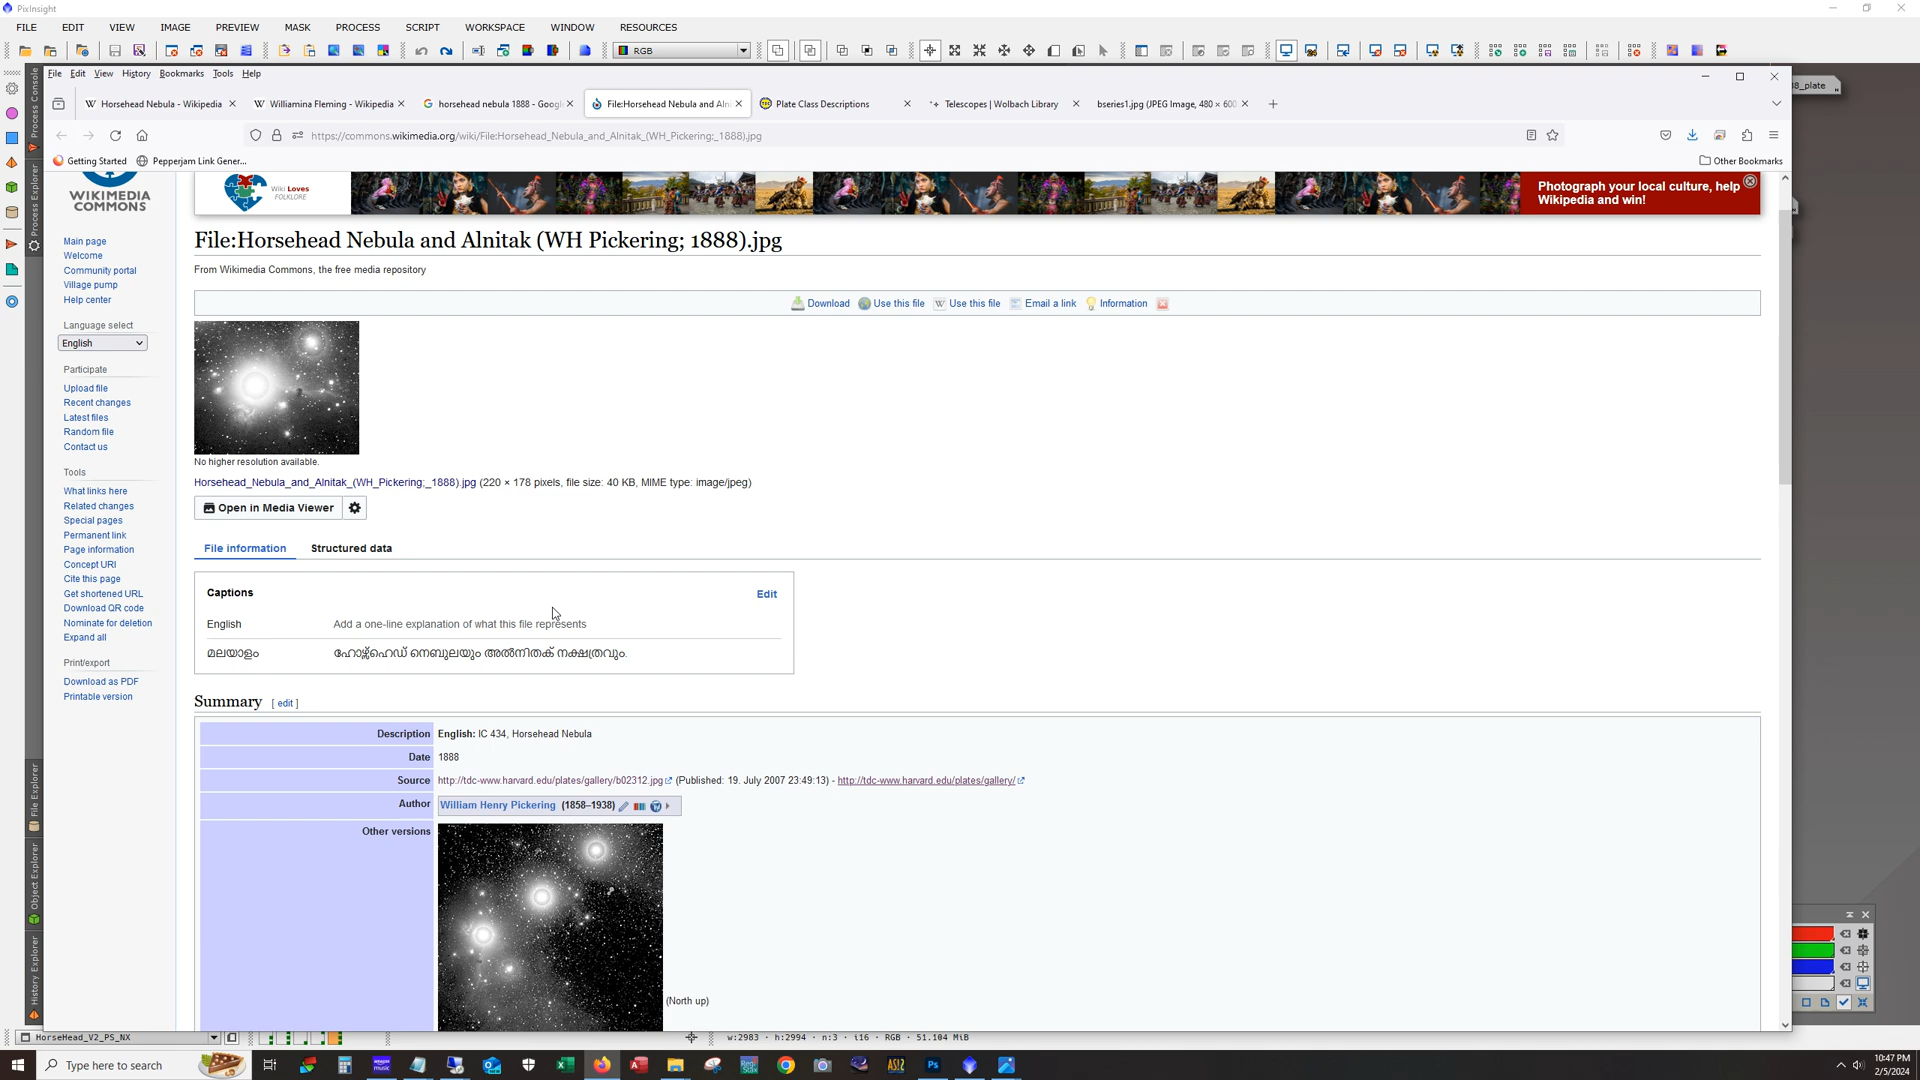 PixInsight
FILE EDIT VIEW IMAGE PREVIEW MASK PROCESS SCRIPT WORKSPACE WINDOW RESOURCES
RGB
File Edit View History Bookmarks Tools Help
8_plate
Horsehead Nebula - Wikipedia
Williamina Fleming - Wikipedia
horsehead nebula 1888 - Goog
File:Horsehead Nebula and Aln
Plate Class Descriptions
Telescopes | Wolbach Library
bseries1.jpg (JPEG Image, 480 × 600
https://commons.wikimedia.org/wiki/File:Horsehead_Nebula_and_Alnitak_(WH_Pickering;_1888).jpg
Getting Started
Pepperjam Link Gener...
Other Bookmarks
Process Console
Process Explorer
File Explorer
Object Explorer
History Explorer
WIKIMEDIA
COMMONS
Wiki Loves
FOLKLORE
Photograph your local culture, help
Wikipedia and win!
Main page
Welcome
Community portal
Village pump
Help center
Language select
English
Participate
Upload file
Recent changes
Latest files
Random file
Contact us
Tools
What links here
Related changes
Special pages
Permanent link
Page information
Concept URI
Cite this page
Get shortened URL
Download QR code
Nominate for deletion
Expand all
Print/export
Download as PDF
Printable version
File:Horsehead Nebula and Alnitak (WH Pickering; 1888).jpg
From Wikimedia Commons, the free media repository
Download Use this file W Use this file Email a link Information
No higher resolution available.
Horsehead_Nebula_and_Alnitak_(WH_Pickering;_1888).jpg (220 × 178 pixels, file size: 40 KB, MIME type: image/jpeg)
Open in Media Viewer
File information Structured data
Captions Edit
English Add a one-line explanation of what this file represents
മലയാളം ഹോഴ്സ്ഹെഡ് നെബുലയും അൽനിതക് നക്ഷത്രവും.
Summary [ edit ]
Description English: IC 434, Horsehead Nebula
Date 1888
Source http://tdc-www.harvard.edu/plates/gallery/b02312.jpg (Published: 19. July 2007 23:49:13) - http://tdc-www.harvard.edu/plates/gallery/
Author William Henry Pickering (1858–1938)
Other versions
(North up)
HorseHead_V2_PS_NX
w:2983 · h:2994 · n:3 · i16 · RGB · 51.104 MiB
Type here to search
10:47 PM
2/5/2024